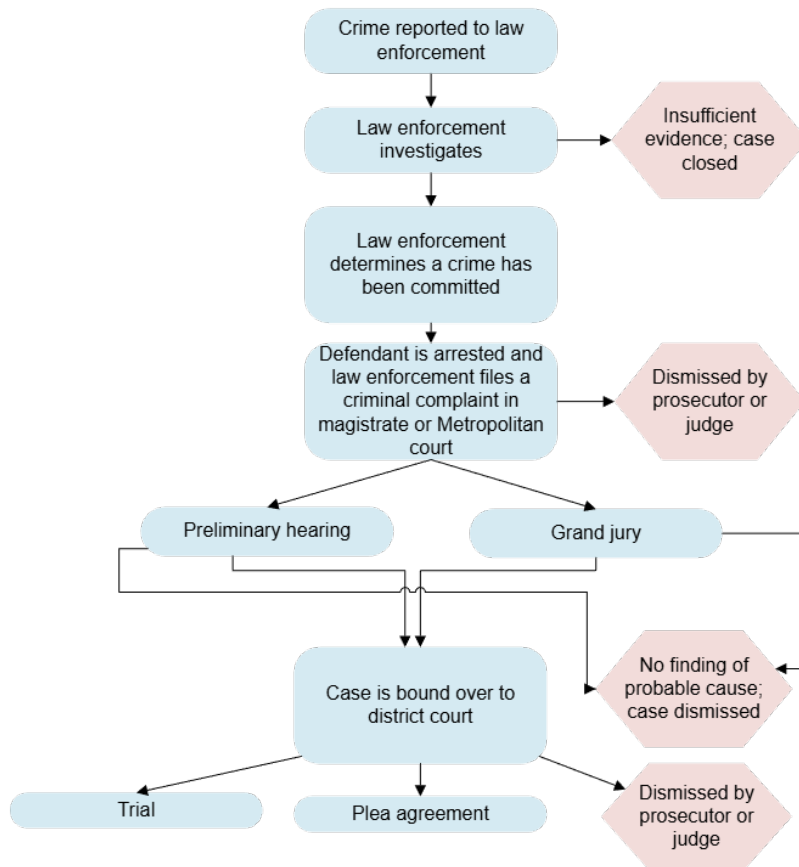 Crime reported to law
enforcement
Law enforcement
investigates
Insufficient
evidence; case
closed
Law enforcement
determines a crime has
been committed
Defendant is arrested and
law enforcement files a
criminal complaint in
magistrate or Metropolitan
court
Dismissed by
prosecutor or
judge
Preliminary hearing
Grand jury
Case is bound over to
district court
No finding of
probable cause;
case dismissed
Trial
Plea agreement
Dismissed by
prosecutor or
judge